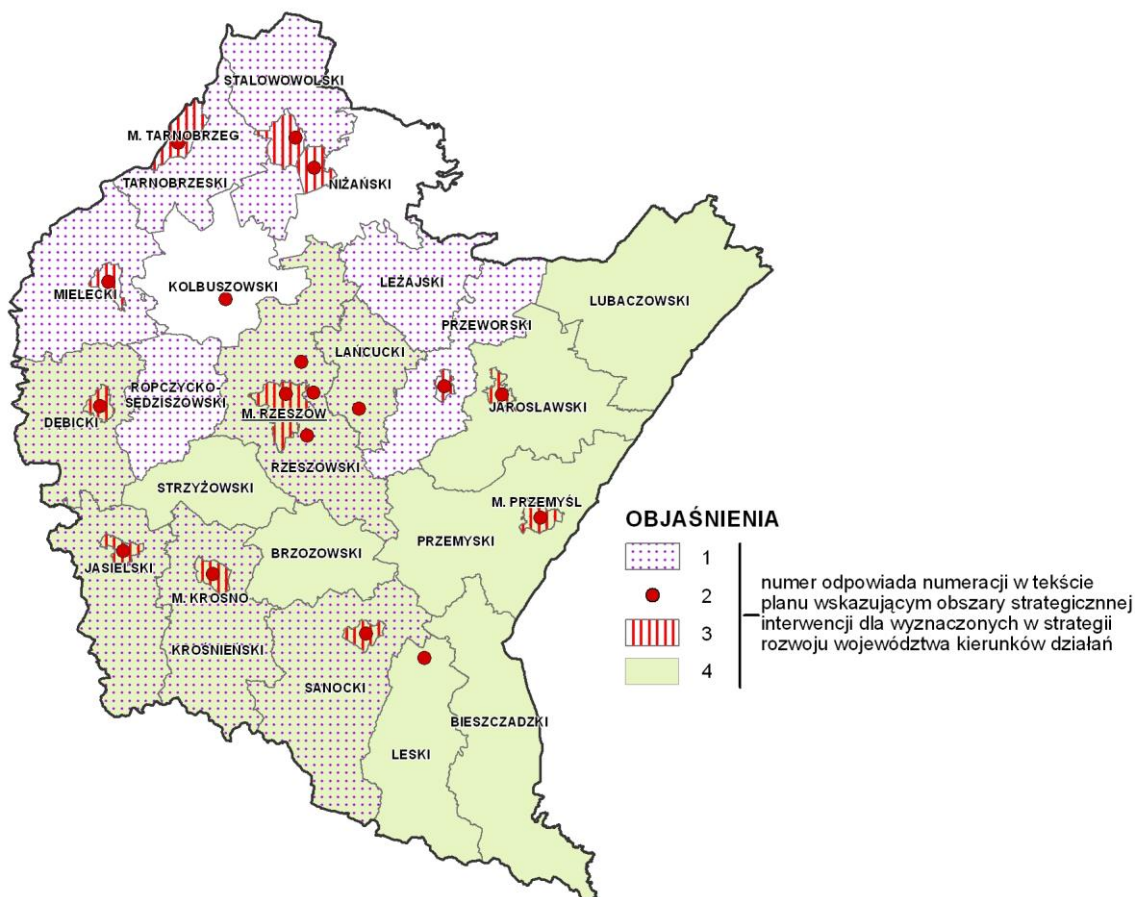 STALOWOWOLSKI
M. TARNOBRZEG
TARNOBRZESKI
NIŻAŃSKI
KOLBUSZOWSKI
MIELECKI
LEŻAJSKI
LUBACZOWSKI
PRZEWORSKI
ŁAŃCUCKI
ROPCZYCKO-
SĘDZISZOWSKI
JAROSŁAWSKI
M. RZESZÓW
DĘBICKI
RZESZOWSKI
STRZYŻOWSKI
M. PRZEMYŚL
PRZEMYSKI
BRZOZOWSKI
JASIELSKI
M. KROSNO
KROŚNIEŃSKI
SANOCKI
BIESZCZADZKI
LESKI
OBJAŚNIENIA
1
2
3
4
numer odpowiada numeracji w tekście
planu wskazującym obszary strategicznnej
interwencji dla wyznaczonych w strategii
rozwoju województwa kierunków działań